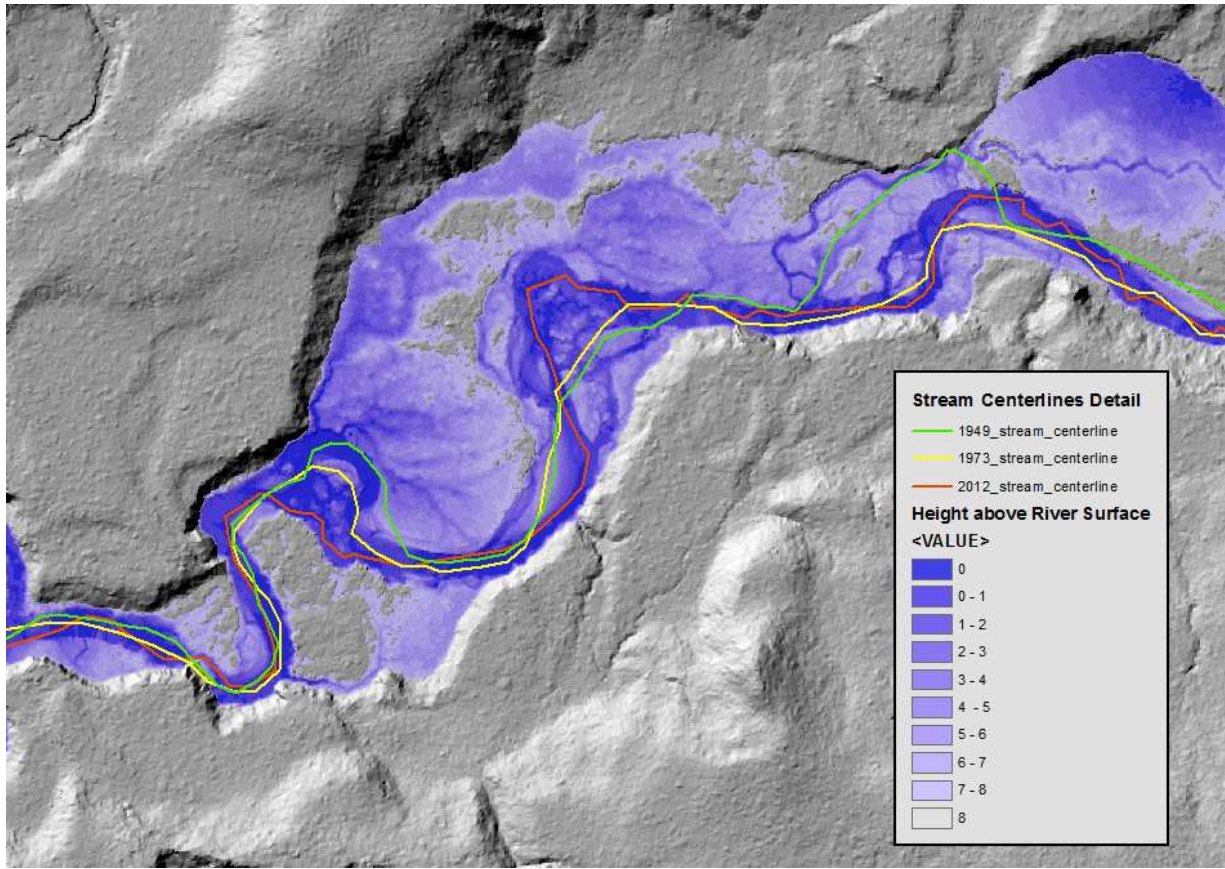 Stream Centerlines Detail
1949_stream_centerline
1973_stream_centerline
2012_stream_centerline
Height above River Surface
<VALUE>
0
0 - 1
1 - 2
2 - 3
3 - 4
4 - 5
5 - 6
6 - 7
7 - 8
8